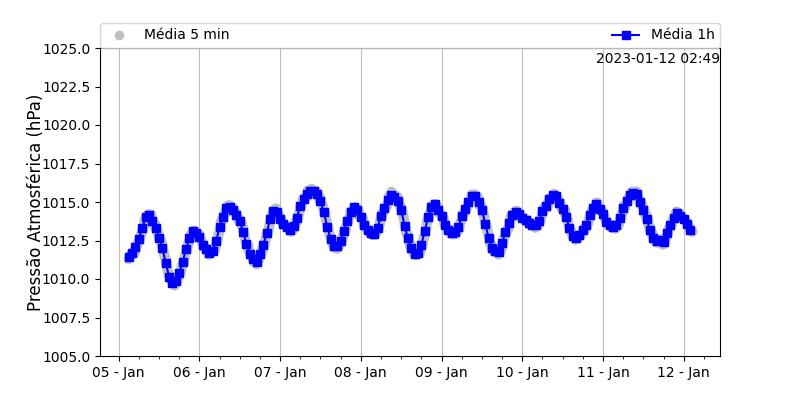 Média 5 min
Média 1h
2023-01-12 02:49
Pressão Atmosférica (hPa)
1025.0
1022.5
1020.0
1017.5
1015.0
1012.5
1010.0
1007.5
1005.0
05 - Jan
06 - Jan
07 - Jan
08 - Jan
09 - Jan
10 - Jan
11 - Jan
12 - Jan